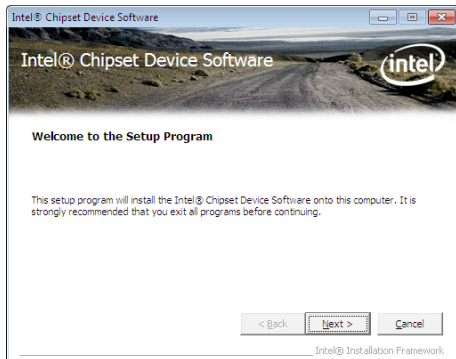 Intel® Chipset Device Software
Intel® Chipset Device Software
(intel)
Welcome to the Setup Program
This setup program will install the Intel® Chipset Device Software onto this computer. It is
strongly recommended that you exit all programs before continuing.
< Back
Next >
Cancel
Intel® Installation Framework